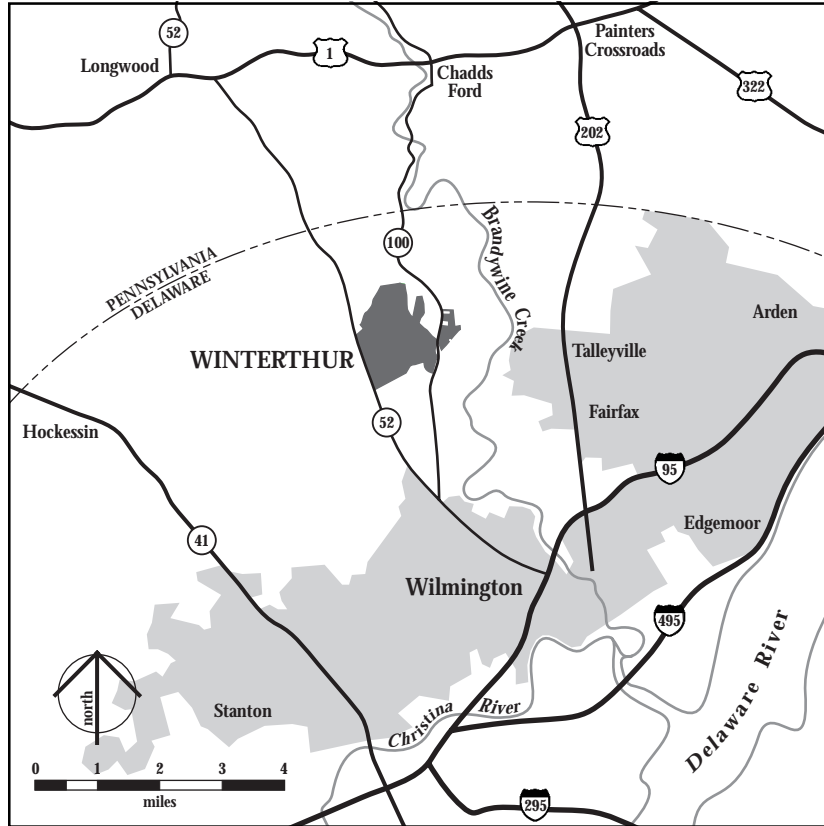 52
Longwood
1
Chadds
Ford
Painters
Crossroads
322
202
PENNSYLVANIA
DELAWARE
100
Brandywine Creek
Arden
WINTERTHUR
Talleyville
Fairfax
52
Hockessin
95
Edgemoor
41
Wilmington
495
Delaware River
north
Stanton
Christina River
0 1 2 3 4
miles
295